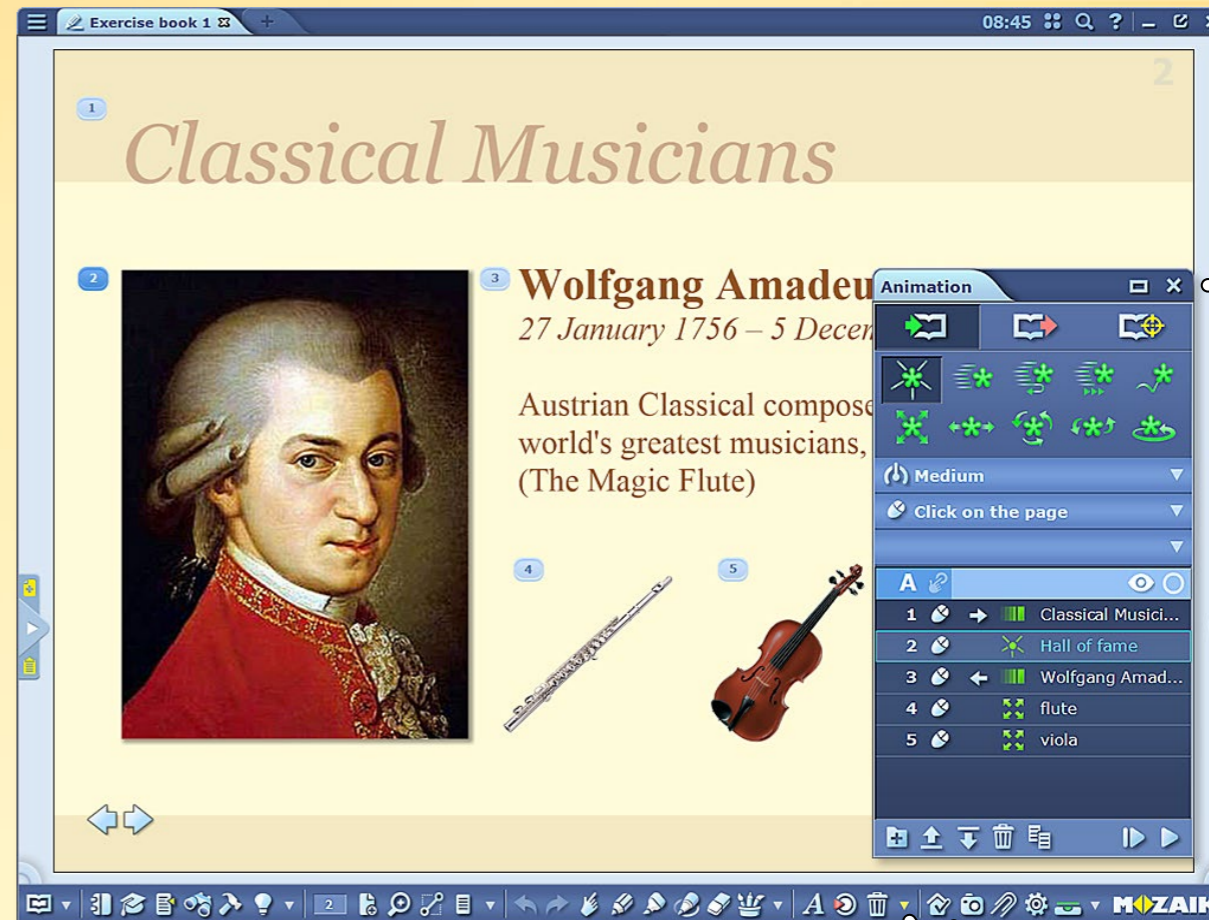 Exercise book 1
08:45
2
1
Classical Musicians
2
3
Wolfgang Amadeu
27 January 1756 – 5 Decem
Austrian Classical compose
world's greatest musicians,
(The Magic Flute)
4
5
Animation
Medium
Click on the page
A
1 Classical Musici...
2 Hall of fame
3 Wolfgang Amad...
4 flute
5 viola
2
A
MOZAIK